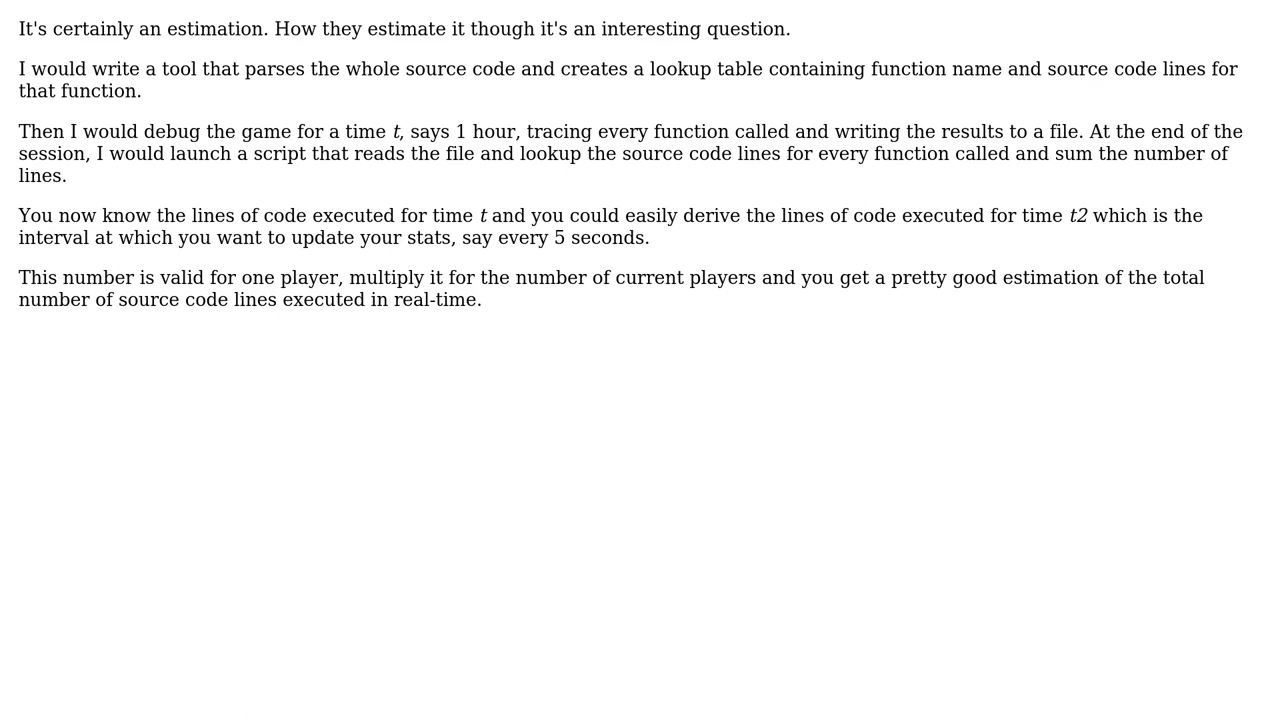 It's certainly an estimation. How they estimate it though it's an interesting question.
I would write a tool that parses the whole source code and creates a lookup table containing function name and source code lines for
that function.
Then I would debug the game for a time t, says 1 hour, tracing every function called and writing the results to a file. At the end of the
session, I would launch a script that reads the file and lookup the source code lines for every function called and sum the number of
lines.
You now know the lines of code executed for time t and you could easily derive the lines of code executed for time t2 which is the
interval at which you want to update your stats, say every 5 seconds.
This number is valid for one player, multiply it for the number of current players and you get a pretty good estimation of the total
number of source code lines executed in real-time.